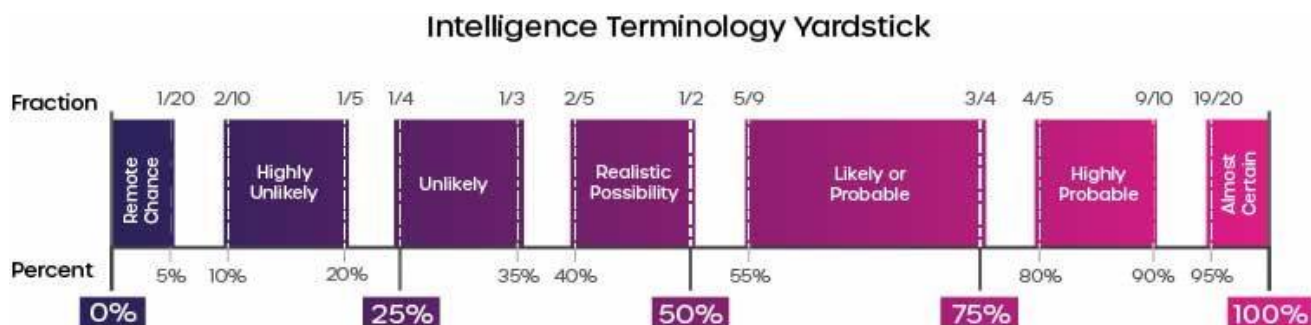 Intelligence Terminology Yardstick
Fraction 1/20 2/10 1/5 1/4 1/3 2/5 1/2 5/9 3/4 4/5 9/10 19/20
Remote
Chance
Highly
Unlikely
Unlikely
Realistic
Possibility
Likely or
Probable
Highly
Probable
Almost
Certain
Percent 5% 10% 20% 35% 40% 55% 80% 90% 95%
0% 25% 50% 75% 100%